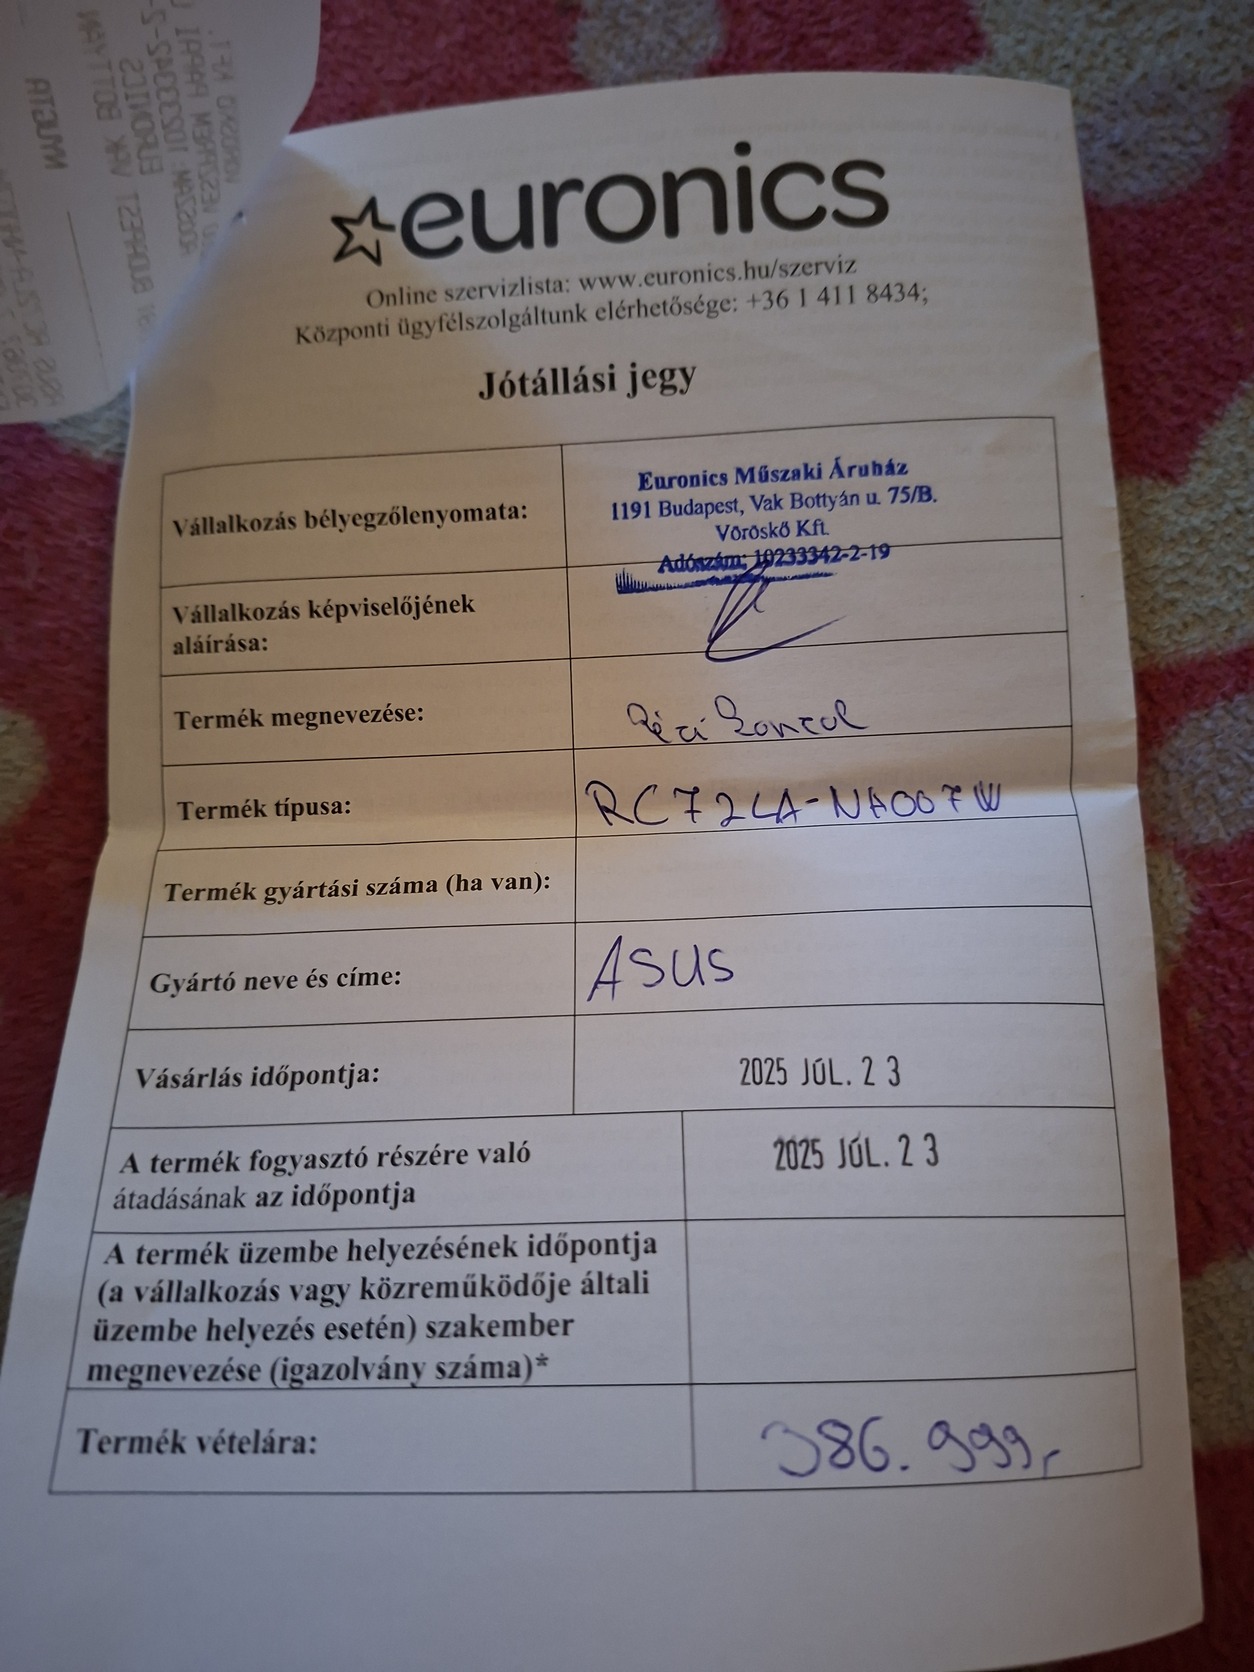 euronics
Online szervizlista: www.euronics.hu/szerviz
Központi ügyfélszolgáltunk elérhetősége: +36 1 411 8434;
Jótállási jegy
Vállalkozás bélyegzőlenyomata:
Euronics Műszaki Áruház
1191 Budapest, Vak Bottyán u. 75/B.
Vöröskő Kft.
Adószám: 10233342-2-19
Vállalkozás képviselőjének
aláírása:
Termék megnevezése:
Kézi konzol
Termék típusa:
RC72LA-NH007W
Termék gyártási száma (ha van):
Gyártó neve és címe:
ASUS
Vásárlás időpontja:
2025 JÚL. 23
A termék fogyasztó részére való
átadásának az időpontja
2025 JÚL. 23
A termék üzembe helyezésének időpontja
(a vállalkozás vagy közreműködője általi
üzembe helyezés esetén) szakember
megnevezése (igazolvány száma)*
Termék vételára:
386.999,-